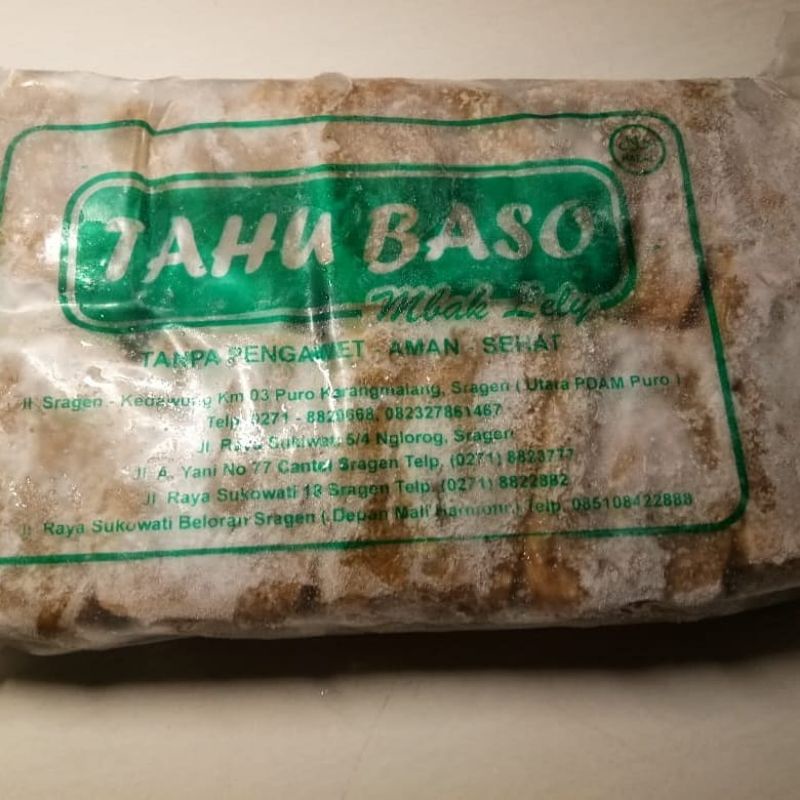 HALAL
TAHU BASO
Mbak Lely
TANPA PENGAWET - AMAN - SEHAT
Jl Sragen - Kedawung Km 03 Puro Karangmalang, Sragen ( Utara PDAM Puro )
Telp. 0271 - 8820668, 082327861467
Jl. Raya Sukowati 5/4 Nglorog, Sragen
Jl A. Yani No 77 Cantel Sragen Telp. (0271) 8823777
Jl Raya Sukowati 18 Sragen Telp. (0271) 8822882
Jl Raya Sukowati Beloran Sragen ( Depan Mall ) Telp. 085108422888